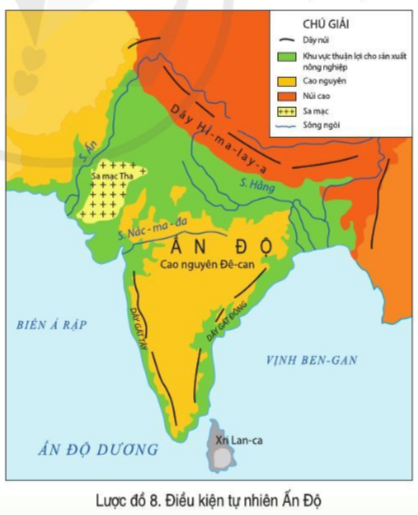 CHÚ GIẢI
Dãy núi
Khu vực thuận lợi cho sản xuất
nông nghiệp
Cao nguyên
Núi cao
Sa mạc
Sông ngòi
Dãy Hi-ma-lay-a
S. Ấn
Sa mạc Tha
S. Hằng
S. Nác-ma-đa
ẤN ĐỘ
Cao nguyên Đê-can
DÃY GÁT TÂY
DÃY GÁT ĐÔNG
BIỂN Ả RẬP
VỊNH BEN-GAN
Xri Lan-ca
ẤN ĐỘ DƯƠNG
Lược đồ 8. Điều kiện tự nhiên Ấn Độ